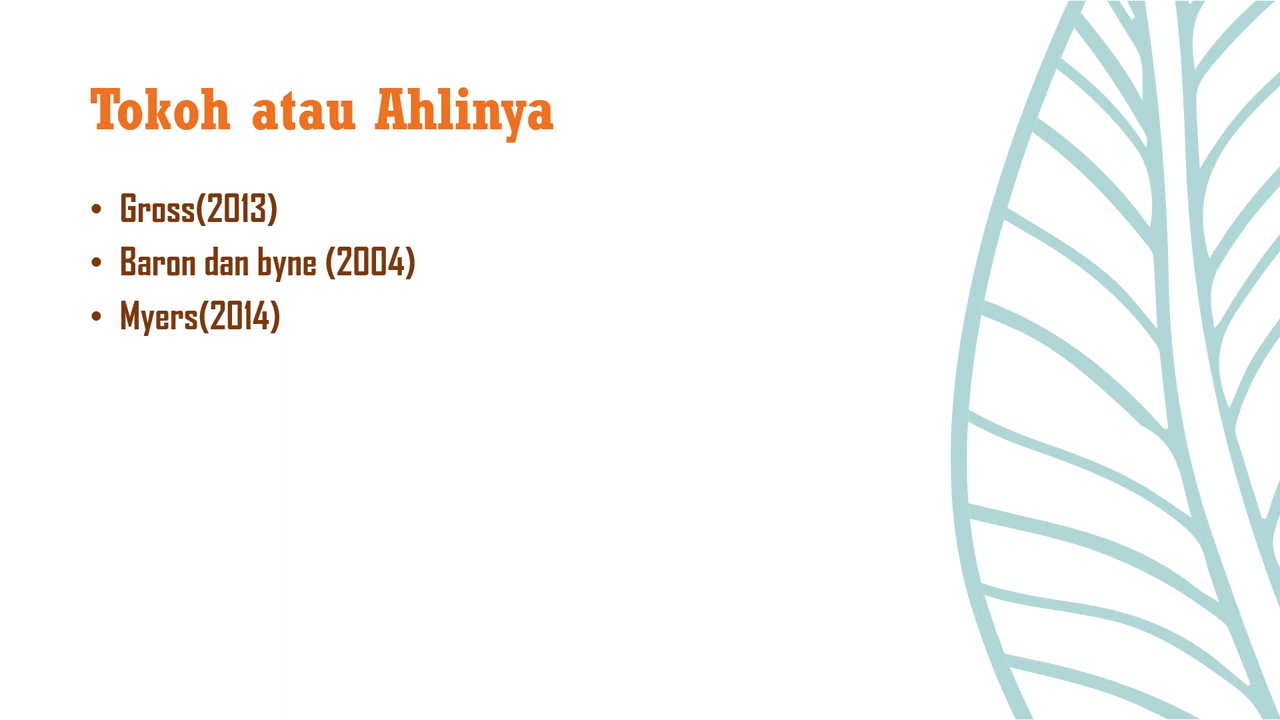 Tokoh atau Ahlinya
• Gross(2013)
• Baron dan byne (2004)
• Myers(2014)